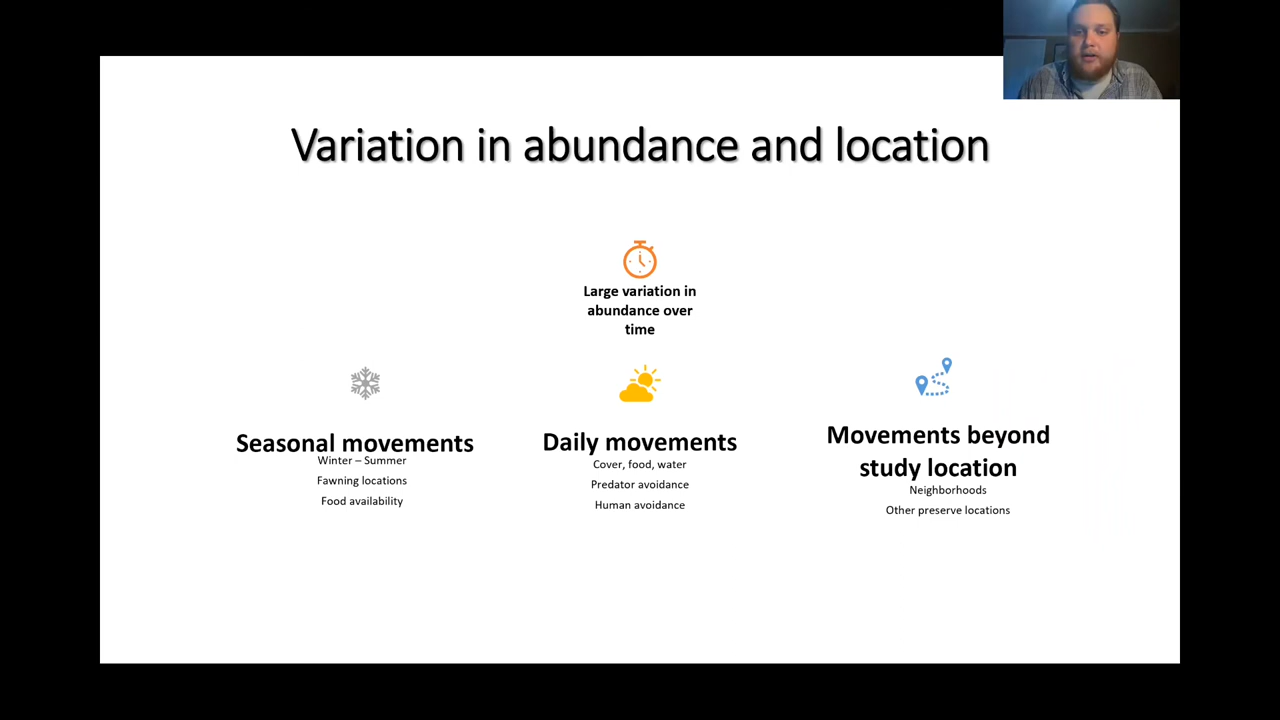 Variation in abundance and location
Large variation in
abundance over
time
Seasonal movements
Winter – Summer
Fawning locations
Food availability
Daily movements
Cover, food, water
Predator avoidance
Human avoidance
Movements beyond
study location
Neighborhoods
Other preserve locations